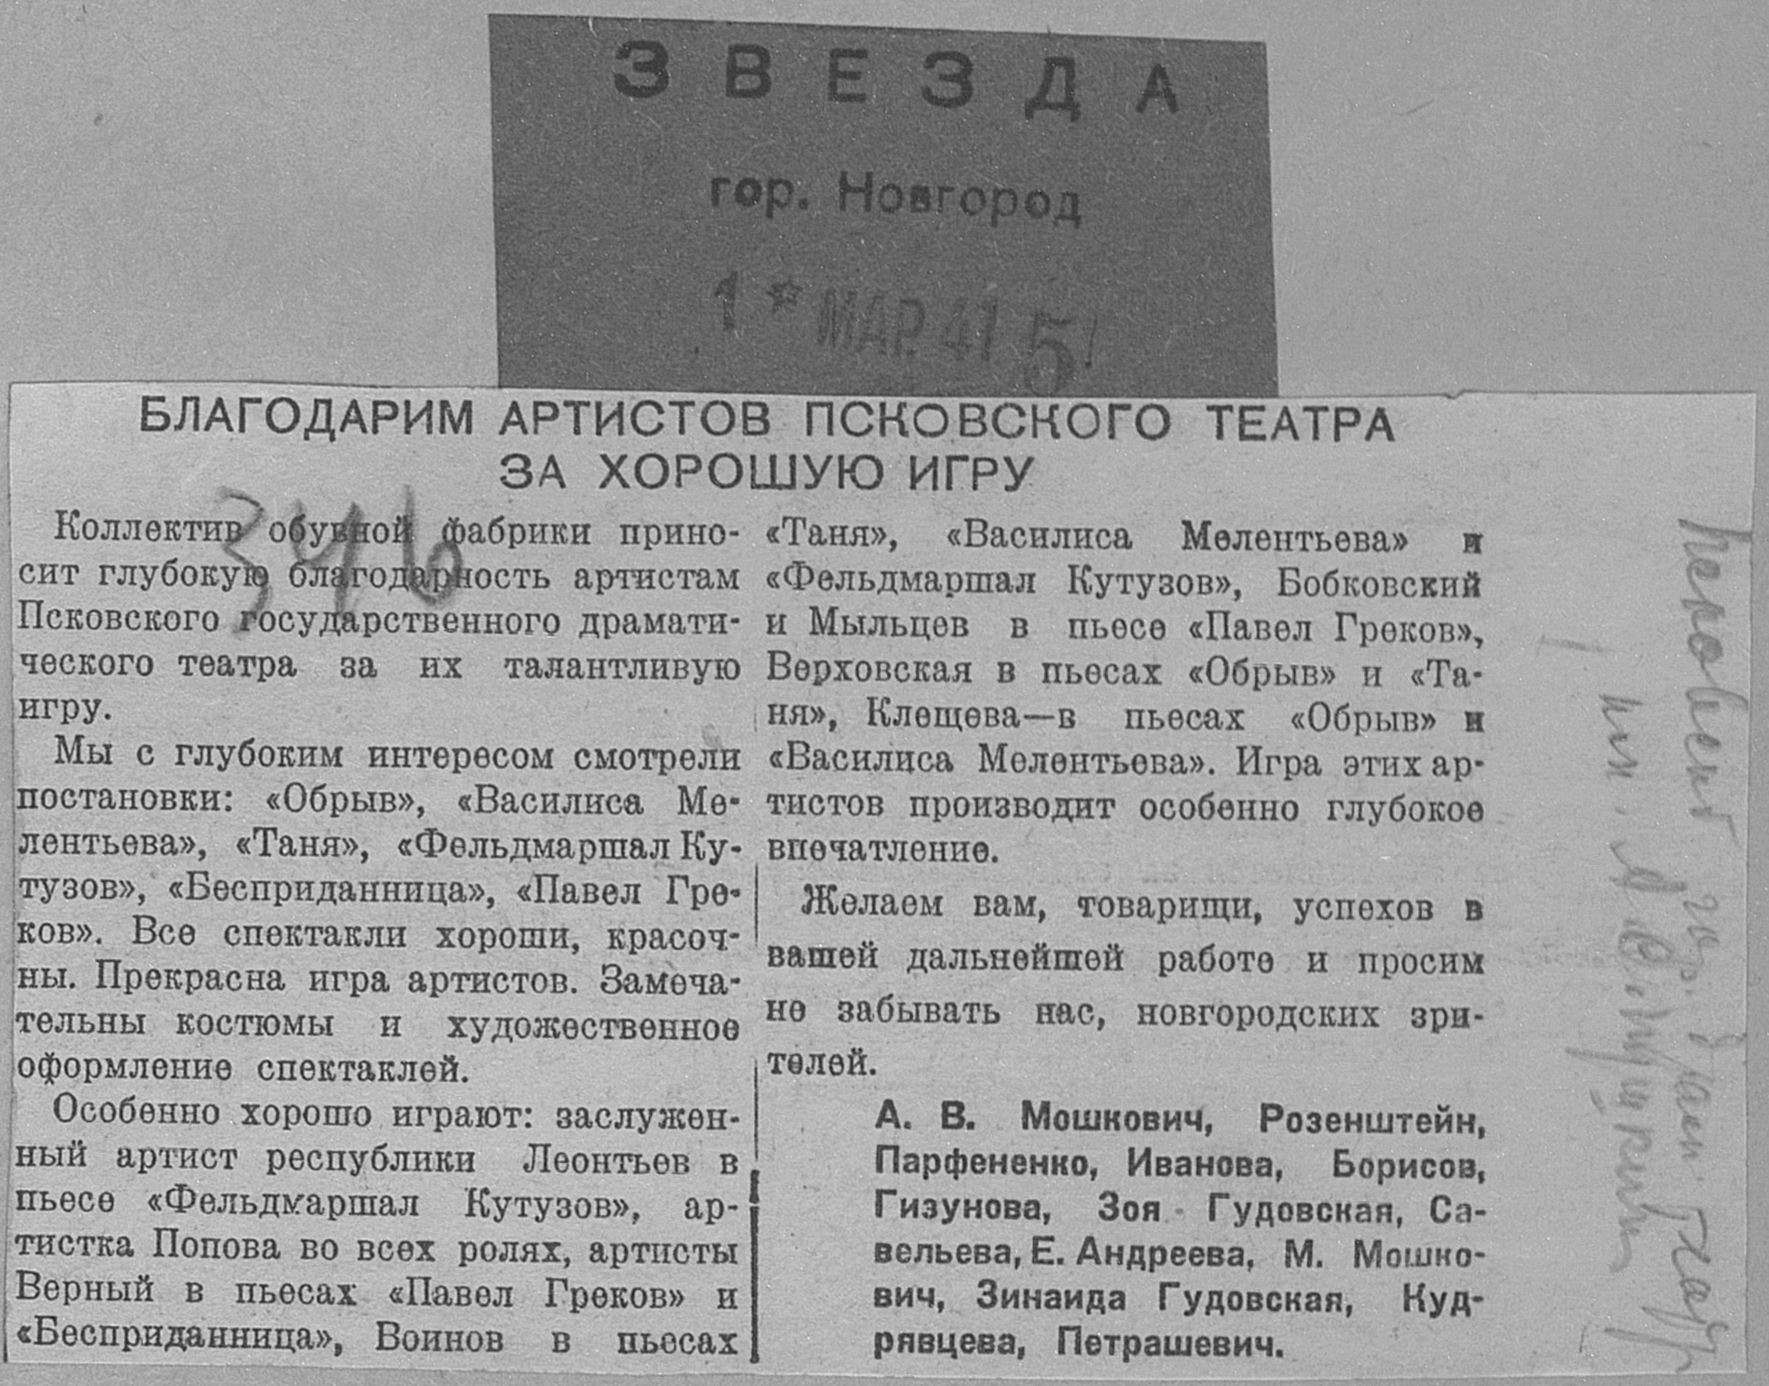 ЗВЕЗДА
гор. Новгород
1 * МАР. 41 5
БЛАГОДАРИМ АРТИСТОВ ПСКОВСКОГО ТЕАТРА
ЗА ХОРОШУЮ ИГРУ
346
Коллектив обувной фабрики прино-
сит глубокую благодарность артистам
Псковского государственного драмати-
ческого театра за их талантливую
игру.
Мы с глубоким интересом смотрели
постановки: «Обрыв», «Василиса Ме-
лентьева», «Таня», «Фельдмаршал Ку-
тузов», «Бесприданница», «Павел Гре-
ков». Все спектакли хороши, красоч-
ны. Прекрасна игра артистов. Замеча-
тельны костюмы и художественное
оформление спектаклей.
Особенно хорошо играют: заслужен-
ный артист республики Леонтьев в
пьесе «Фельдмаршал Кутузов», ар-
тистка Попова во всех ролях, артисты
Верный в пьесах «Павел Греков» и
«Бесприданница», Воинов в пьесах
«Таня», «Василиса Мелентьева» и
«Фельдмаршал Кутузов», Бобковский
и Мыльцев в пьесе «Павел Греков»,
Верховская в пьесах «Обрыв» и «Та-
ня», Клещева—в пьесах «Обрыв» и
«Василиса Мелентьева». Игра этих ар-
тистов производит особенно глубокое
впечатление.
Желаем вам, товарищи, успехов в
вашей дальнейшей работе и просим
не забывать нас, новгородских зри-
телей.
А. В. Мошкович, Розенштейн,
Парфененко, Иванова, Борисов,
Гизунова, Зоя Гудовская, Са-
вельева, Е. Андреева, М. Мошко-
вич, Зинаида Гудовская, Куд-
рявцева, Петрашевич.